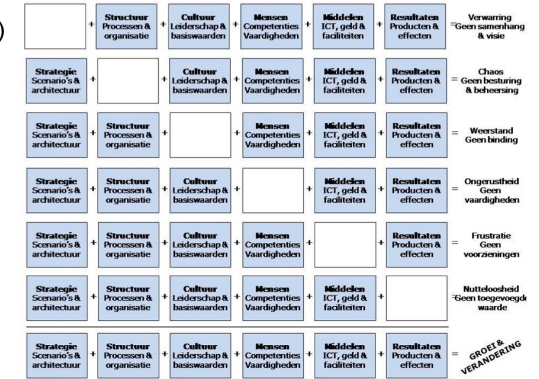 )
+ Structuur Processen & organisatie + Cultuur Leiderschap & basiswaarden + Mensen Competenties Vaardigheden + Middelen ICT, geld & faciliteiten + Resultaten Producten & effecten = Verwarring Geen samenhang & visie
Strategie Scenario's & architectuur + + Cultuur Leiderschap & basiswaarden + Mensen Competenties Vaardigheden + Middelen ICT, geld & faciliteiten + Resultaten Producten & effecten = Chaos Geen besturing & beheersing
Strategie Scenario's & architectuur + Structuur Processen & organisatie + + Mensen Competenties Vaardigheden + Middelen ICT, geld & faciliteiten + Resultaten Producten & effecten = Weerstand Geen binding
Strategie Scenario's & architectuur + Structuur Processen & organisatie + Cultuur Leiderschap & basiswaarden + + Middelen ICT, geld & faciliteiten + Resultaten Producten & effecten = Ongerustheid Geen vaardigheden
Strategie Scenario's & architectuur + Structuur Processen & organisatie + Cultuur Leiderschap & basiswaarden + Mensen Competenties Vaardigheden + + Resultaten Producten & effecten = Frustratie Geen voorzieningen
Strategie Scenario's & architectuur + Structuur Processen & organisatie + Cultuur Leiderschap & basiswaarden + Mensen Competenties Vaardigheden + Middelen ICT, geld & faciliteiten + = Nutteloosheid Geen toegevoegde waarde
Strategie Scenario's & architectuur + Structuur Processen & organisatie + Cultuur Leiderschap & basiswaarden + Mensen Competenties Vaardigheden + Middelen ICT, geld & faciliteiten + Resultaten Producten & effecten = GROEI & VERANDERING